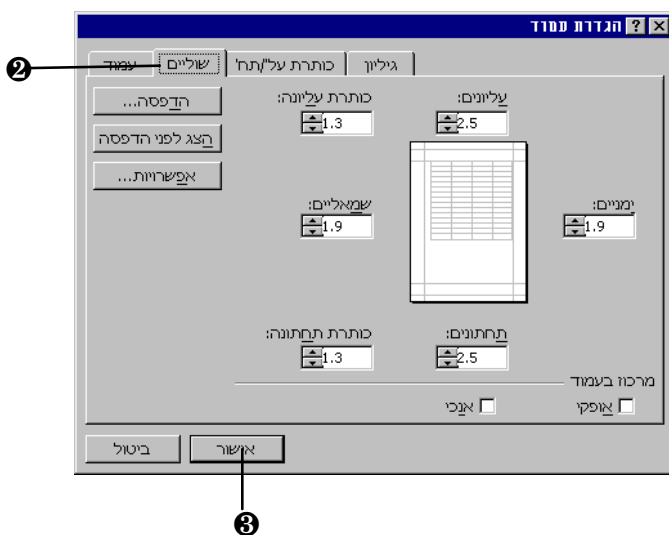 הגדרת עמוד
עמוד שוליים כותרת על'/תח' גיליון
❷
עליונים: כותרת עליונה: הדפסה...
2.5 1.3
הצג לפני הדפסה
אפשרויות...
ימניים: שמאליים:
1.9 1.9
תחתונים: כותרת תחתונה:
2.5 1.3
מרכוז בעמוד
אופקי אנכי
אישור ביטול
❸